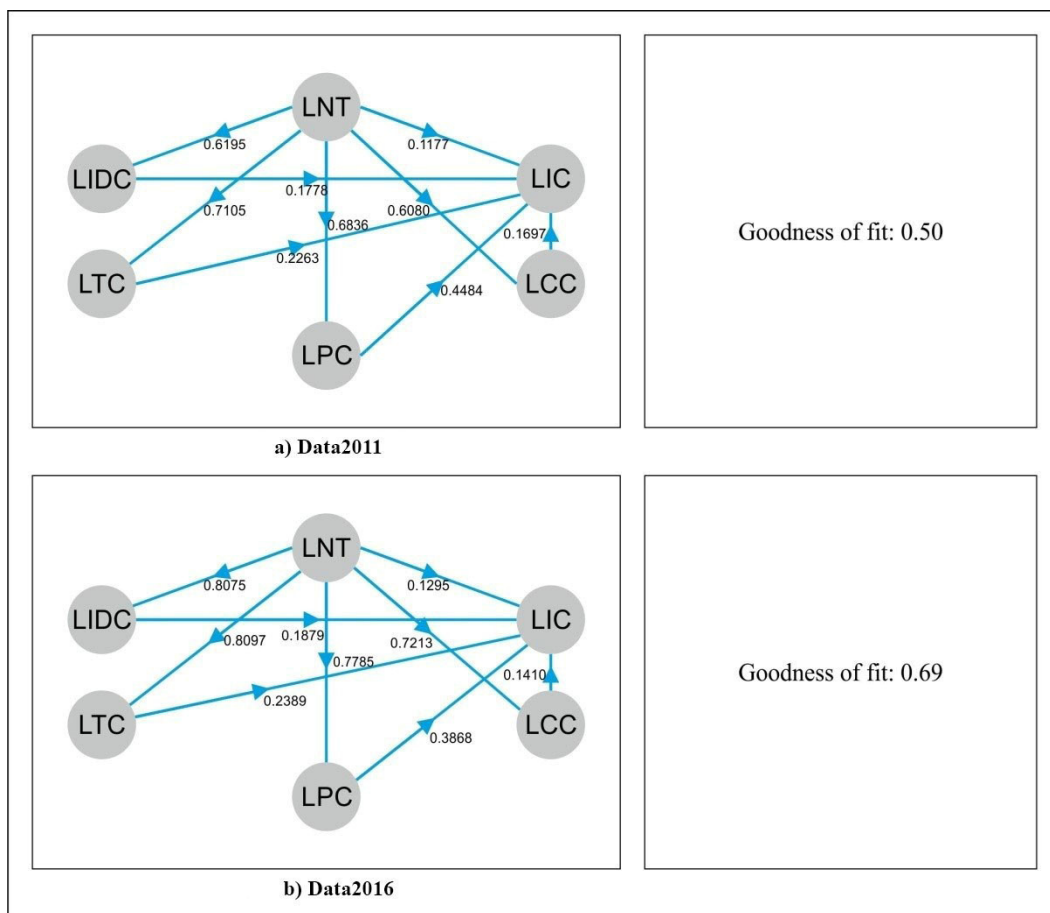 LNT
0.6195
0.1177
LIDC
LIC
0.1778
0.7105
0.6080
0.6836
0.1697
0.2263
LTC
LCC
0.4484
LPC
Goodness of fit: 0.50
a) Data2011
LNT
0.8075
0.1295
LIDC
LIC
0.1879
0.8097
0.7213
0.7785
0.1410
0.2389
LTC
LCC
0.3868
LPC
Goodness of fit: 0.69
b) Data2016